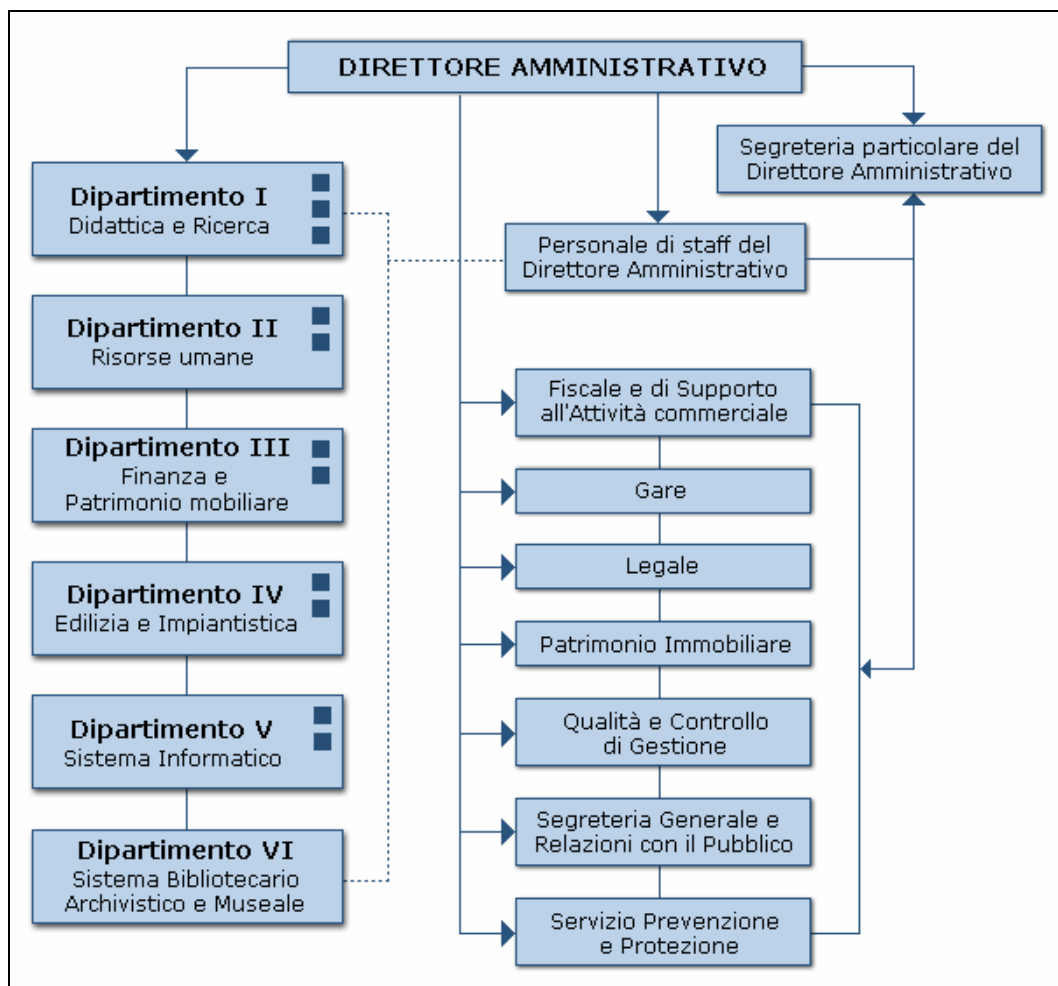 DIRETTORE AMMINISTRATIVO
Segreteria particolare del
Direttore Amministrativo
Dipartimento I
Didattica e Ricerca
Personale di staff del
Direttore Amministrativo
Dipartimento II
Risorse umane
Dipartimento III
Finanza e
Patrimonio mobiliare
Dipartimento IV
Edilizia e Impiantistica
Dipartimento V
Sistema Informatico
Dipartimento VI
Sistema Bibliotecario
Archivistico e Museale
Fiscale e di Supporto
all'Attività commerciale
Gare
Legale
Patrimonio Immobiliare
Qualità e Controllo
di Gestione
Segreteria Generale e
Relazioni con il Pubblico
Servizio Prevenzione
e Protezione